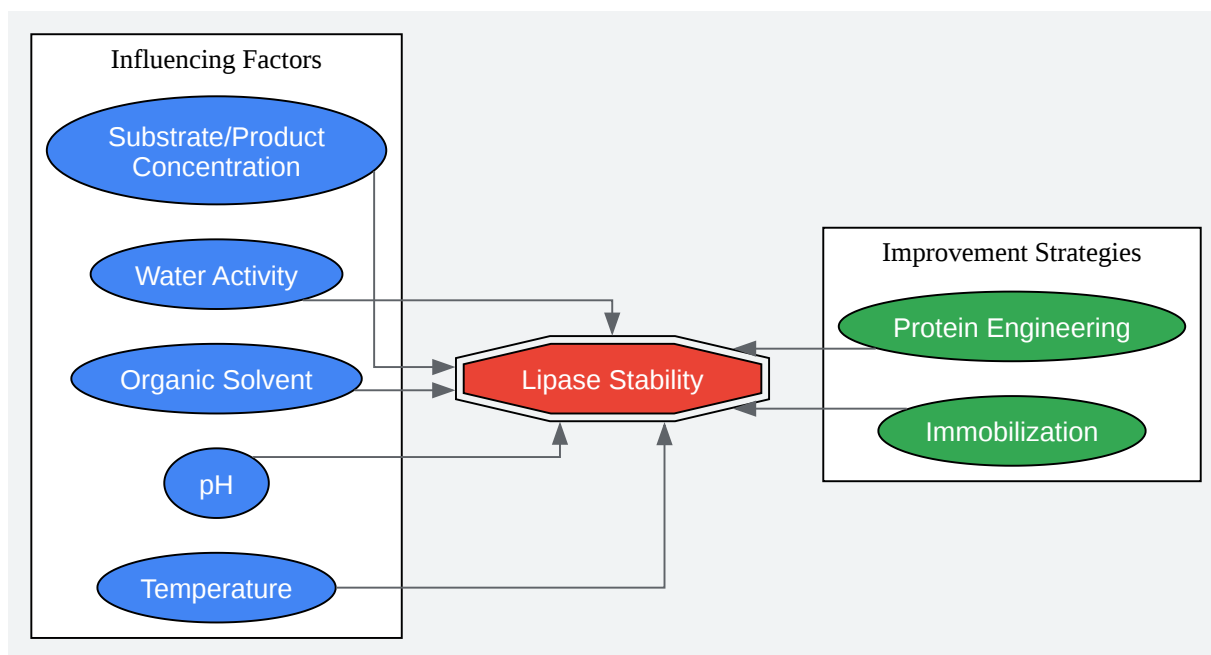 Influencing Factors
Substrate/Product
Concentration
Water Activity
Organic Solvent
pH
Temperature
Lipase Stability
Improvement Strategies
Protein Engineering
Immobilization